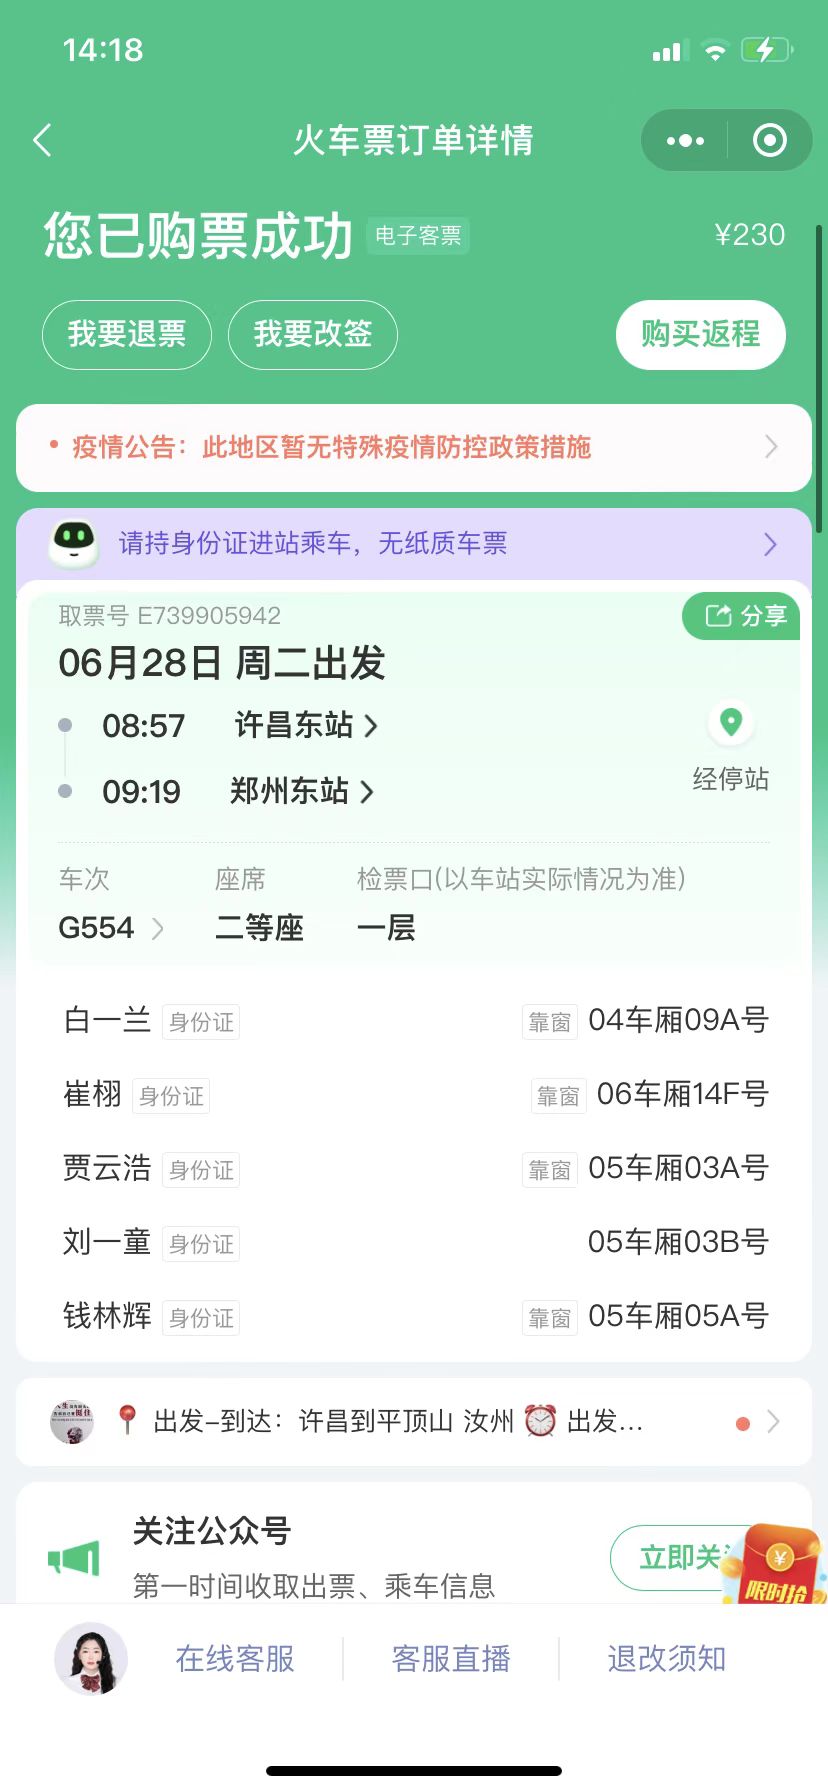 14:18
火车票订单详情
您已购票成功 电子客票 ¥230
我要退票 我要改签 购买返程
疫情公告：此地区暂无特殊疫情防控政策措施
请持身份证进站乘车，无纸质车票
取票号 E739905942 分享
06月28日 周二出发
08:57 许昌东站
09:19 郑州东站
经停站
车次 座席 检票口(以车站实际情况为准)
G554 二等座 一层
白一兰 身份证 靠窗 04车厢09A号
崔栩 身份证 靠窗 06车厢14F号
贾云浩 身份证 靠窗 05车厢03A号
刘一童 身份证 05车厢03B号
钱林辉 身份证 靠窗 05车厢05A号
出发-到达：许昌到平顶山 汝州 出发...
关注公众号
立即关
第一时间收取出票、乘车信息
¥
限时抢
在线客服 客服直播 退改须知